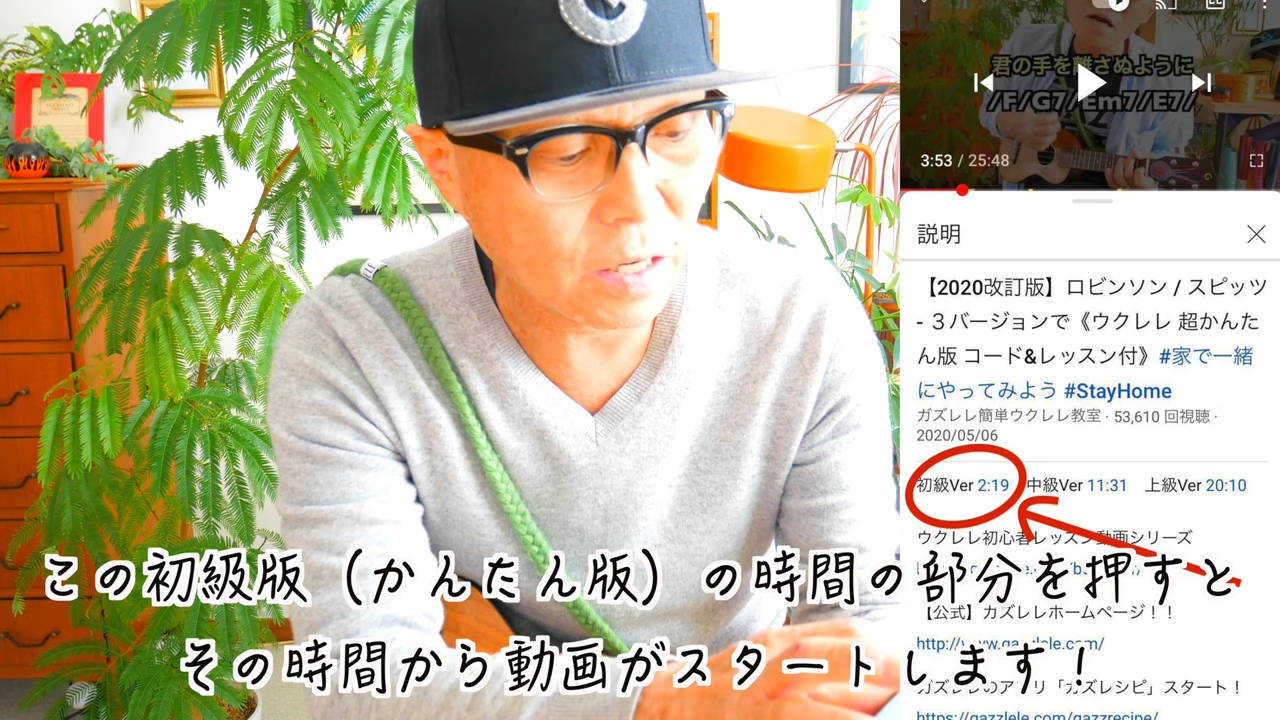 君の手を離さぬように
/F/G7/Em7/E7/
3:53 / 25:48
説明
【2020改訂版】ロビンソン / スピッツ
- 3バージョンで《ウクレレ 超かんた
ん版 コード&レッスン付》#家で一緒
にやってみよう #StayHome
ガズレレ簡単ウクレレ教室 · 53,610 回視聴 ·
2020/05/06
初級Ver 2:19 中級Ver 11:31 上級Ver 20:10
ウクレレ初心者レッスン動画シリーズ
この初級版（かんたん版）の時間の部分を押すと
【公式】ガズレレホームページ！！
その時間から動画がスタートします！
ガズレレのアプリ「ガズレシピ」スタート！
https://gazzlele.com/gazzrecipe/